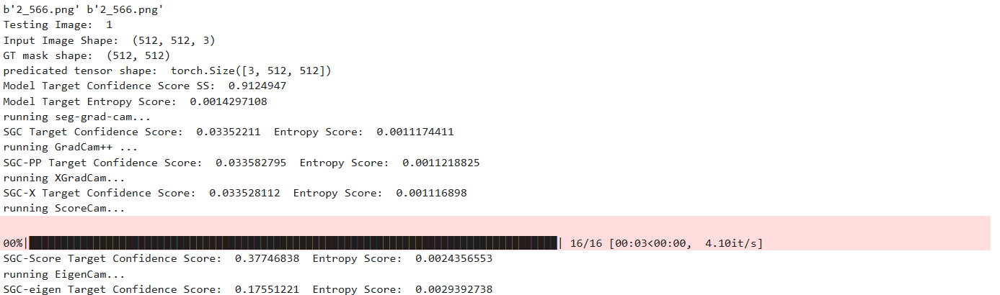 b'2_566.png' b'2_566.png'
Testing Image:  1
Input Image Shape:  (512, 512, 3)
GT mask shape:  (512, 512)
predicated tensor shape:  torch.Size([3, 512, 512])
Model Target Confidence Score SS:  0.9124947
Model Target Entropy Score:  0.0014297108
running seg-grad-cam...
SGC Target Confidence Score:  0.03352211  Entropy Score:  0.0011174411
running GradCam++ ...
SGC-PP Target Confidence Score:  0.033582795  Entropy Score:  0.0011218825
running XGradCam...
SGC-X Target Confidence Score:  0.033528112  Entropy Score:  0.001116898
running ScoreCam...
00%|██████████| 16/16 [00:03<00:00,  4.10it/s]
SGC-Score Target Confidence Score:  0.37746838  Entropy Score:  0.0024356553
running EigenCam...
SGC-eigen Target Confidence Score:  0.17551221  Entropy Score:  0.0029392738